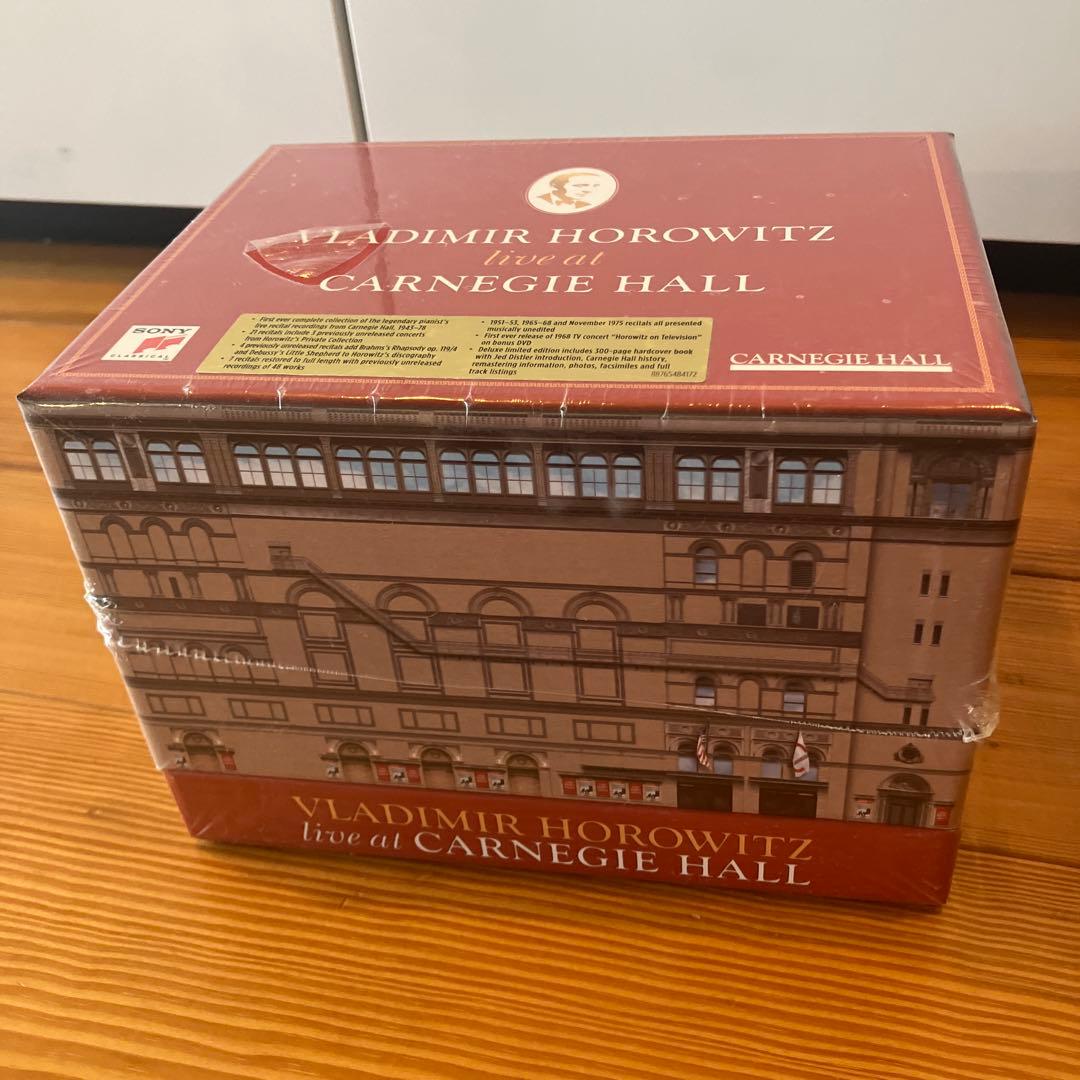 VLADIMIR HOROWITZ
live at
CARNEGIE HALL
SONY
CLASSICAL
• First ever complete collection of the legendary pianist's
live recital recordings from Carnegie Hall, 1943–78
• 21 recitals include 3 previously unreleased concerts
from Horowitz's Private Collection
• 4 previously unreleased recitals add Brahms's Rhapsody op. 119/4
and Debussy's Little Shepherd to Horowitz's discography
• 7 recitals restored to full length with previously unreleased
recordings of 48 works
• 1951–53, 1965–68 and November 1975 recitals all presented
musically unedited
• First ever release of 1968 TV concert "Horowitz on Television"
on bonus DVD
• Deluxe limited edition includes 300-page hardcover book
with Jed Distler introduction, Carnegie Hall history,
remastering information, photos, facsimiles and full
track listings
88765484172
CARNEGIE HALL
VLADIMIR HOROWITZ
live at CARNEGIE HALL